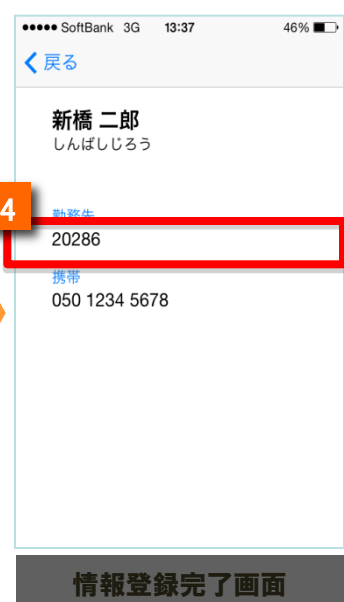 SoftBank 3G 13:37 46%
戻る
新橋 二郎
しんばしじろう
4
勤務先
20286
携帯
050 1234 5678
情報登録完了画面